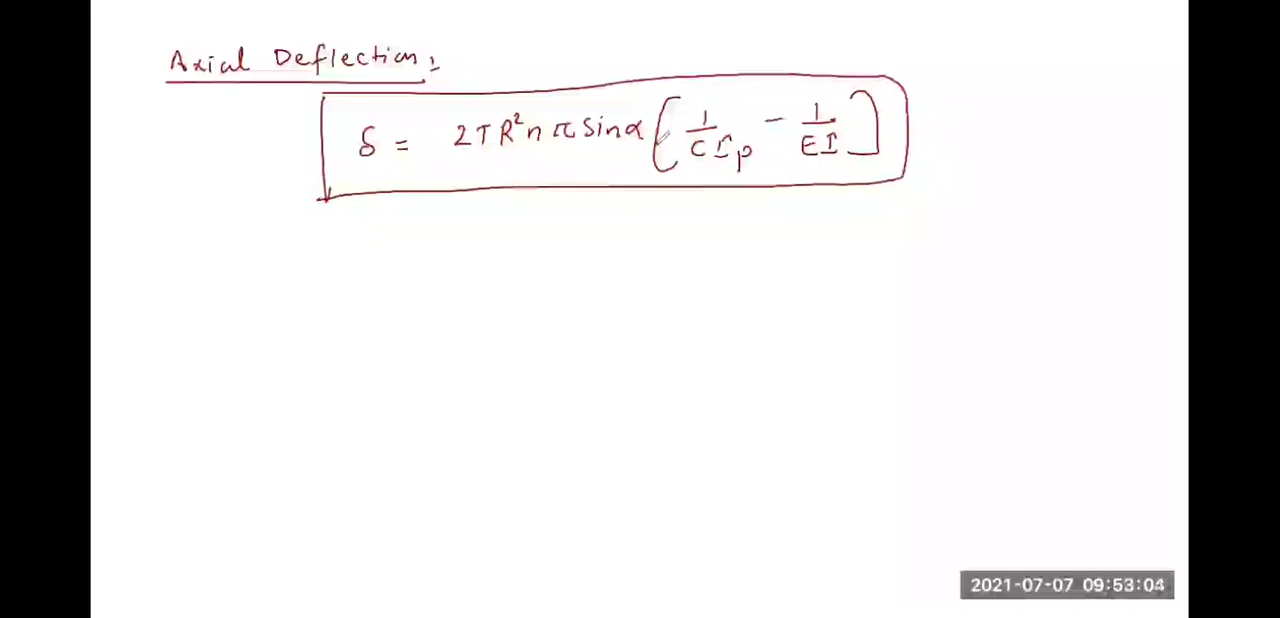 Axial Deflection:
δ = 2TR²nπ Sinα [ 1/CIp - 1/EI ]
2021-07-07 09:53:04